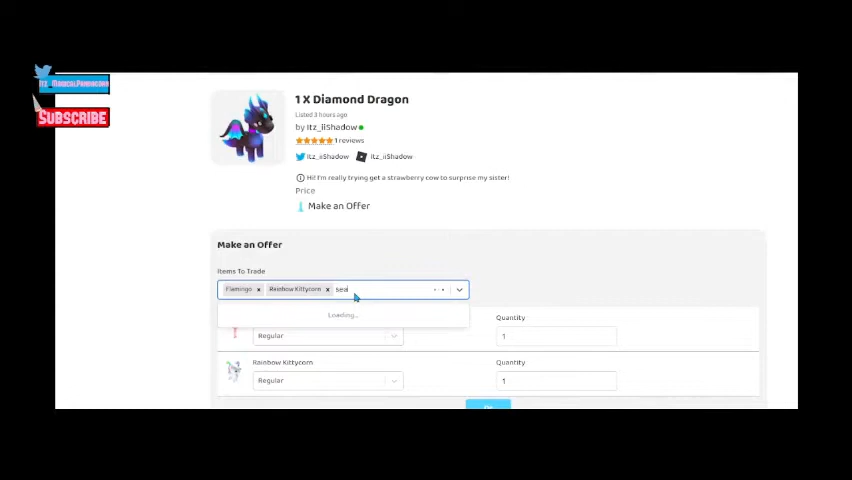 Itz_MagicalPandacorn
SUBSCRIBE
1 X Diamond Dragon
Listed 3 hours ago
by Itz_iiShadow
1 reviews
Itz_iiShadow Itz_iiShadow
Hi! I'm really trying get a strawberry cow to surprise my sister!
Price
Make an Offer
Make an Offer
Items To Trade
Flamingo × Rainbow Kittycorn × seal
Loading...
Quantity
Regular 1
Rainbow Kittycorn Quantity
Regular 1